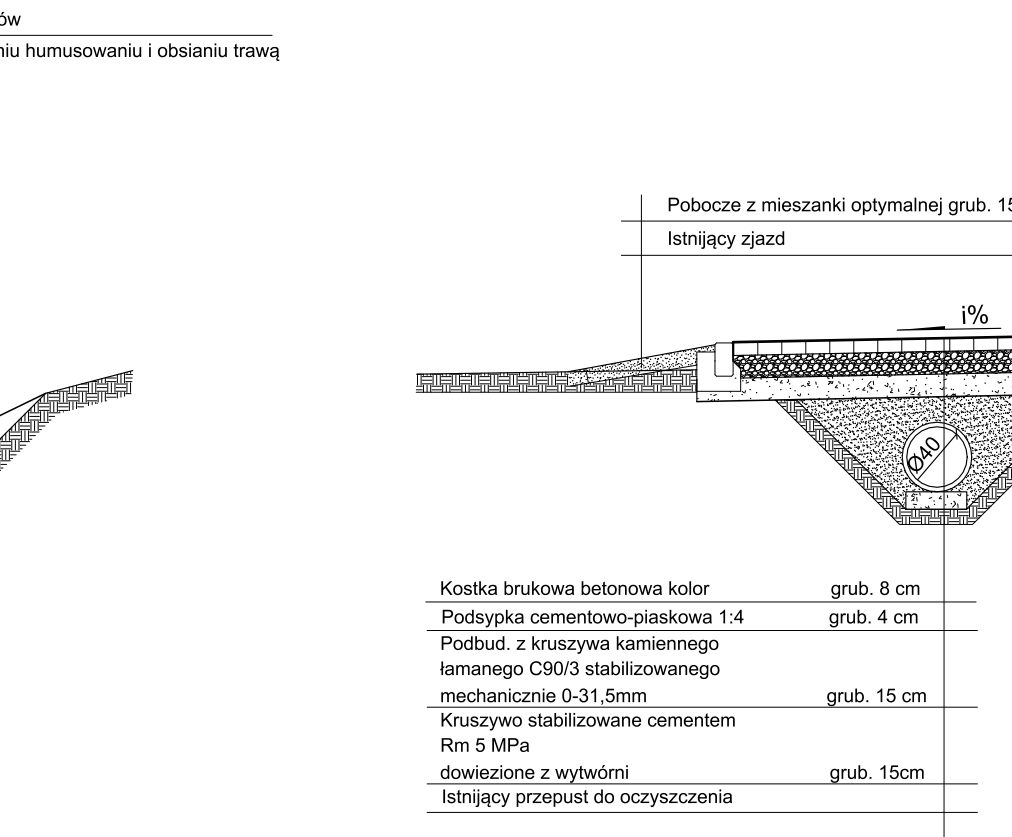 ów
niu humusowaniu i obsianiu trawą
Pobocze z mieszanki optymalnej grub. 15
Istnijący zjazd
i%
Ø40
Kostka brukowa betonowa kolor grub. 8 cm
Podsypka cementowo-piaskowa 1:4 grub. 4 cm
Podbud. z kruszywa kamiennego
łamanego C90/3 stabilizowanego
mechanicznie 0-31,5mm grub. 15 cm
Kruszywo stabilizowane cementem
Rm 5 MPa
dowiezione z wytwórni grub. 15cm
Istnijący przepust do oczyszczenia